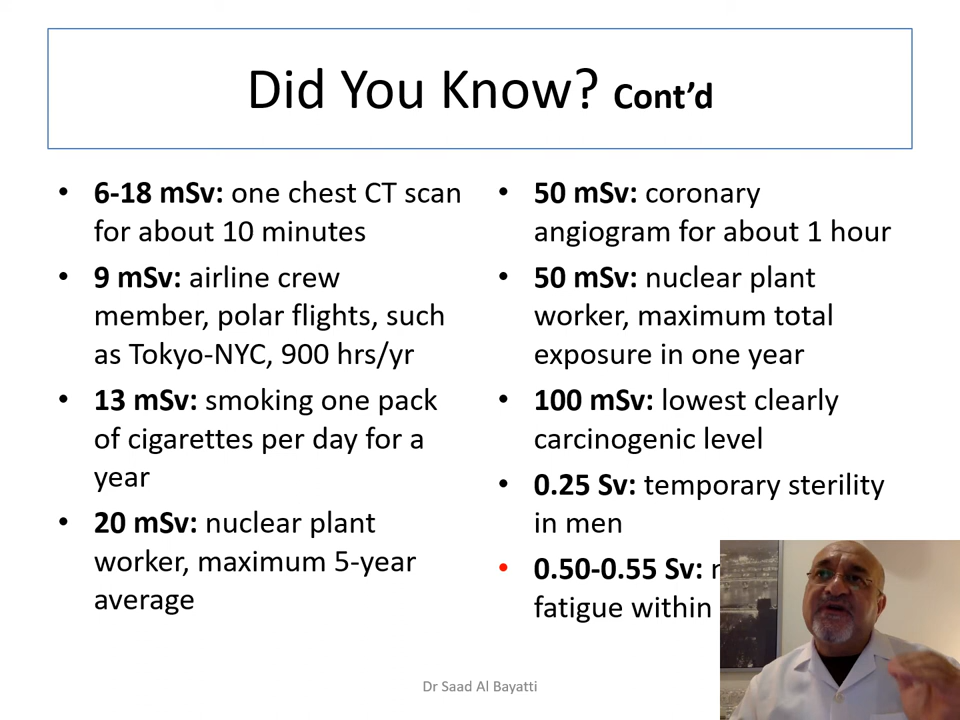 Did You Know? Cont’d
• 6-18 mSv: one chest CT scan
for about 10 minutes
• 9 mSv: airline crew
member, polar flights, such
as Tokyo-NYC, 900 hrs/yr
• 13 mSv: smoking one pack
of cigarettes per day for a
year
• 20 mSv: nuclear plant
worker, maximum 5-year
average
• 50 mSv: coronary
angiogram for about 1 hour
• 50 mSv: nuclear plant
worker, maximum total
exposure in one year
• 100 mSv: lowest clearly
carcinogenic level
• 0.25 Sv: temporary sterility
in men
• 0.50-0.55 Sv:
fatigue within
Dr Saad Al Bayatti